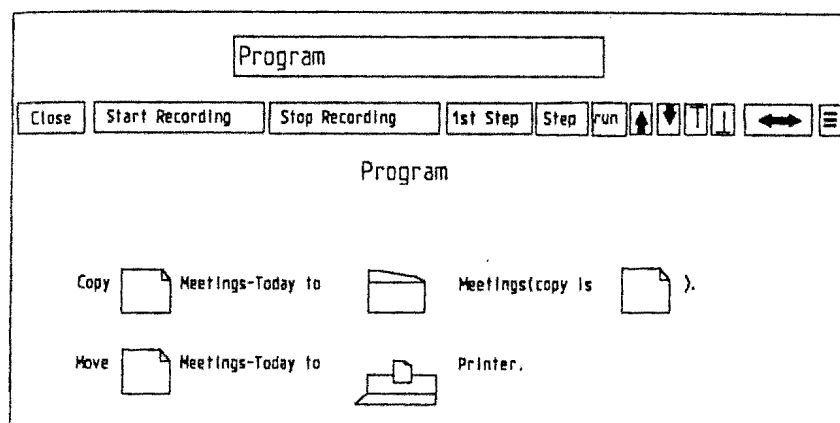 Program
Close Start Recording Stop Recording 1st Step Step run
Program
Copy Meetings-Today to Meetings(copy is ).
Move Meetings-Today to Printer.